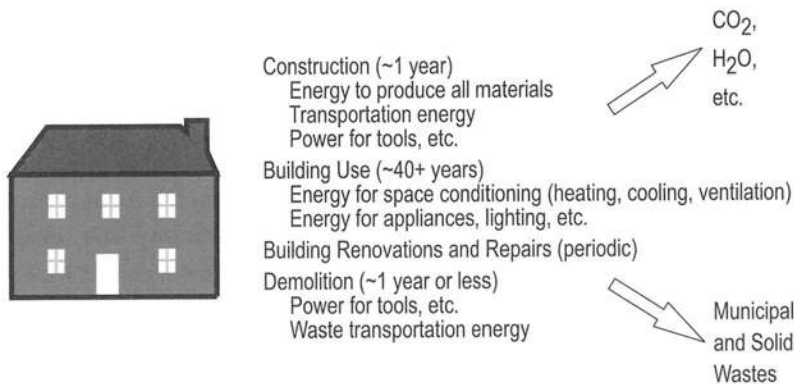 CO2,
H2O,
etc.
Construction (~1 year)
Energy to produce all materials
Transportation energy
Power for tools, etc.
Building Use (~40+ years)
Energy for space conditioning (heating, cooling, ventilation)
Energy for appliances, lighting, etc.
Building Renovations and Repairs (periodic)
Demolition (~1 year or less)
Power for tools, etc.
Waste transportation energy
Municipal
and Solid
Wastes